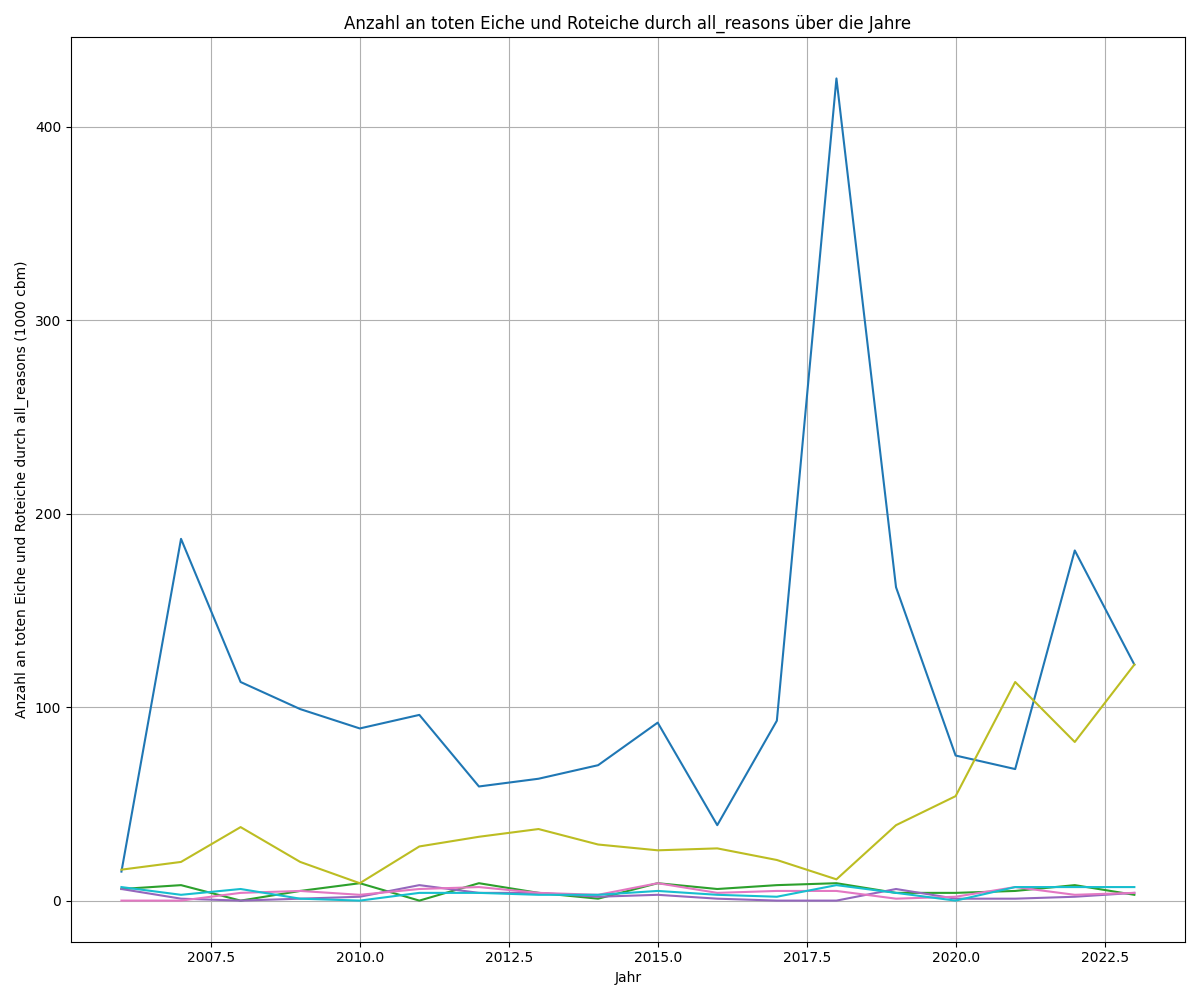 Anzahl an toten Eiche und Roteiche durch all_reasons über die Jahre
Anzahl an toten Eiche und Roteiche durch all_reasons (1000 cbm)
400
300
200
100
0
2007.5 2010.0 2012.5 2015.0 2017.5 2020.0 2022.5
Jahr